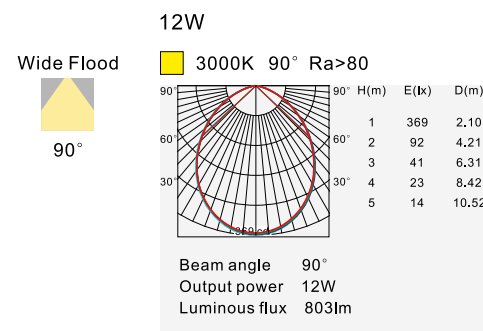 12W
Wide Flood
90°
3000K 90° Ra>80
90° 90°
60° 60°
30° 30°
369 cd
H(m) E(lx) D(m)
1 369 2.10
2 92 4.21
3 41 6.31
4 23 8.42
5 14 10.52
Beam angle 90°
Output power 12W
Luminous flux 803lm